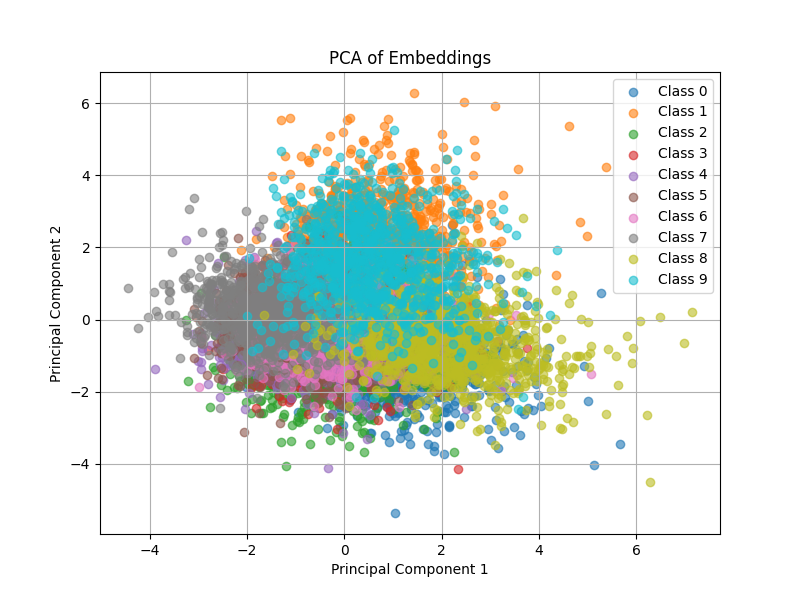 PCA of Embeddings
Class 0
Class 1
Class 2
Class 3
Class 4
Class 5
Class 6
Class 7
Class 8
Class 9
Principal Component 2
6
4
2
0
−2
−4
−4
−2
0
2
4
6
Principal Component 1